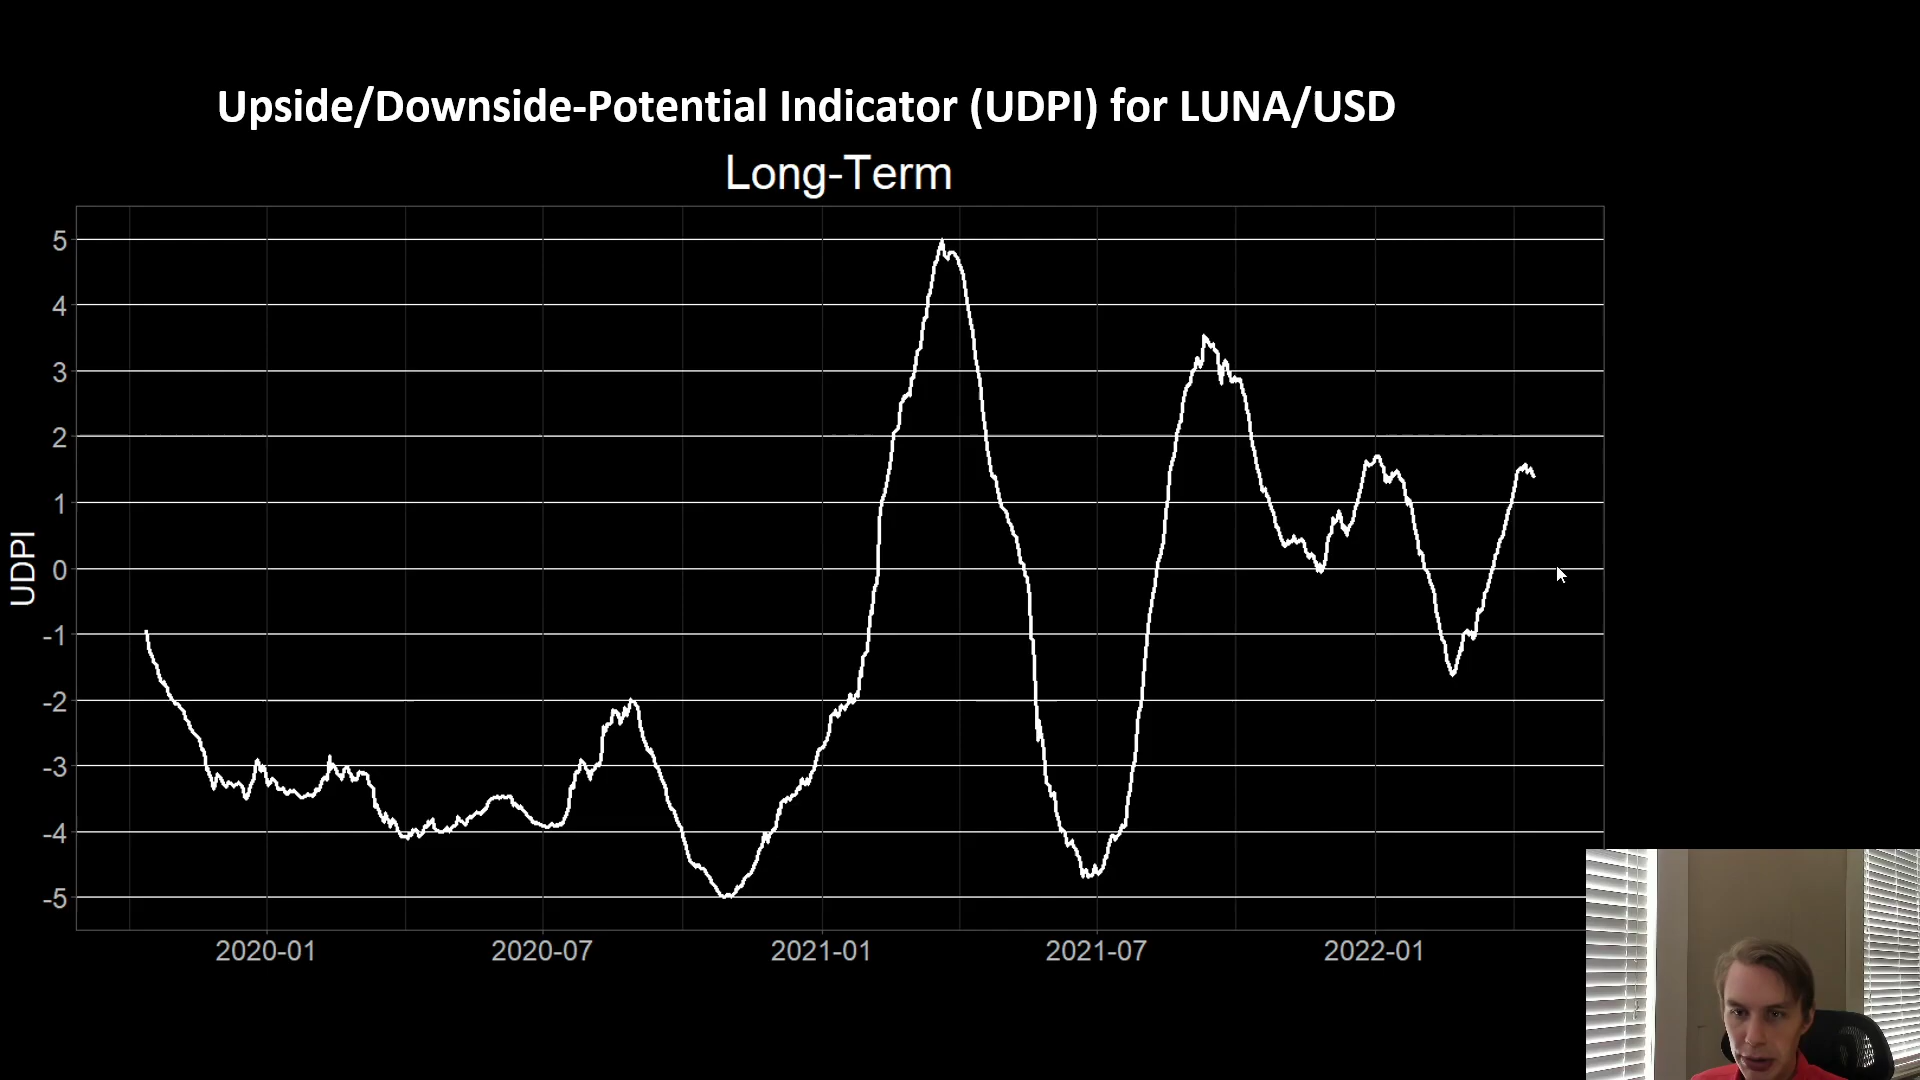 Upside/Downside-Potential Indicator (UDPI) for LUNA/USD
Long-Term
UDPI
5
4
3
2
1
0
-1
-2
-3
-4
-5
2020-01 2020-07 2021-01 2021-07 2022-01